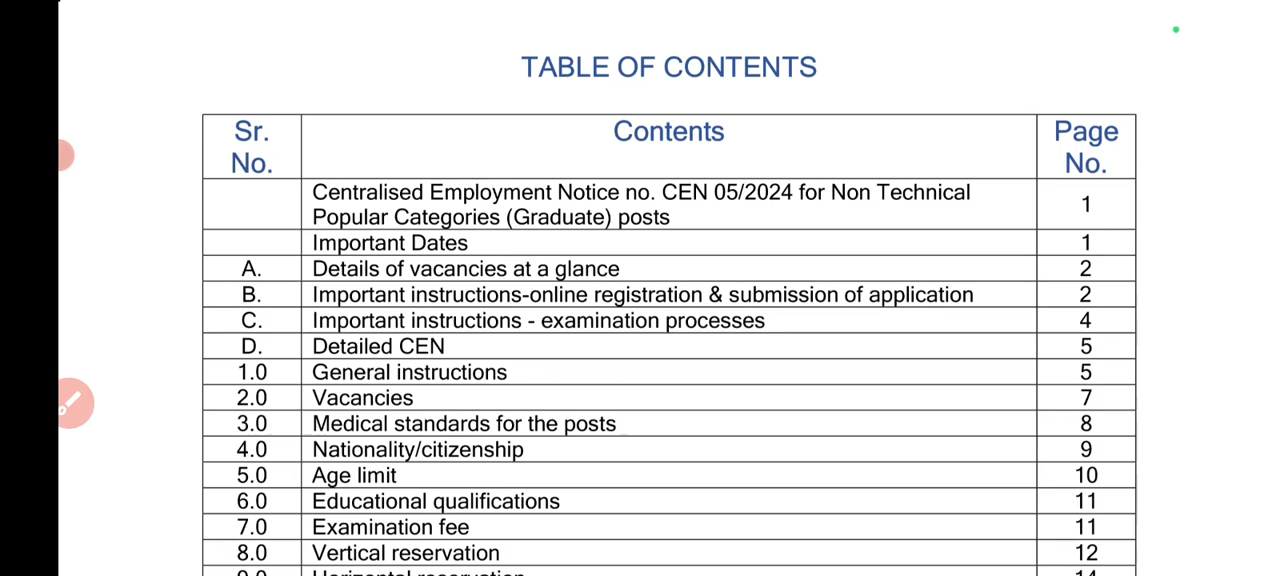 TABLE OF CONTENTS
Sr. No. Contents Page No.
Centralised Employment Notice no. CEN 05/2024 for Non Technical
Popular Categories (Graduate) posts 1
Important Dates 1
A. Details of vacancies at a glance 2
B. Important instructions-online registration & submission of application 2
C. Important instructions - examination processes 4
D. Detailed CEN 5
1.0 General instructions 5
2.0 Vacancies 7
3.0 Medical standards for the posts 8
4.0 Nationality/citizenship 9
5.0 Age limit 10
6.0 Educational qualifications 11
7.0 Examination fee 11
8.0 Vertical reservation 12